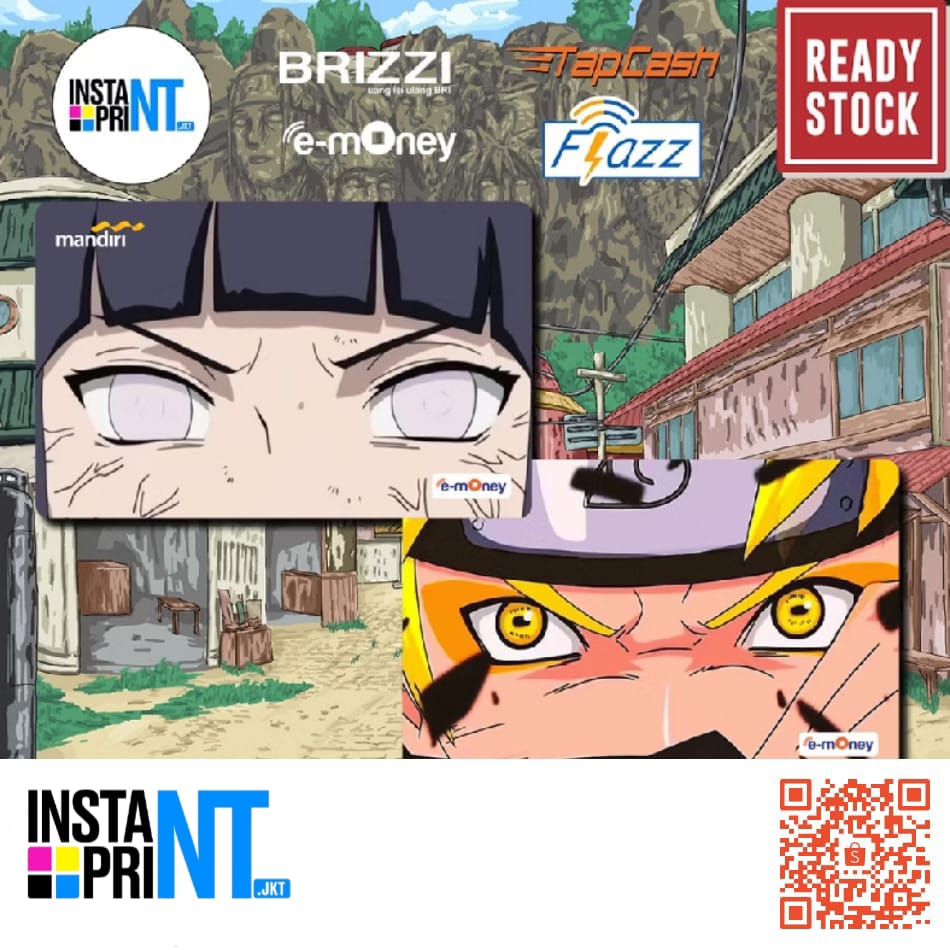 INSTA
PRINT.JKT
BRIZZI
uang isi ulang BRI
TapCash
e-money
Flazz
READY
STOCK
mandiri
e-money
e-money
INSTA
PRINT.JKT